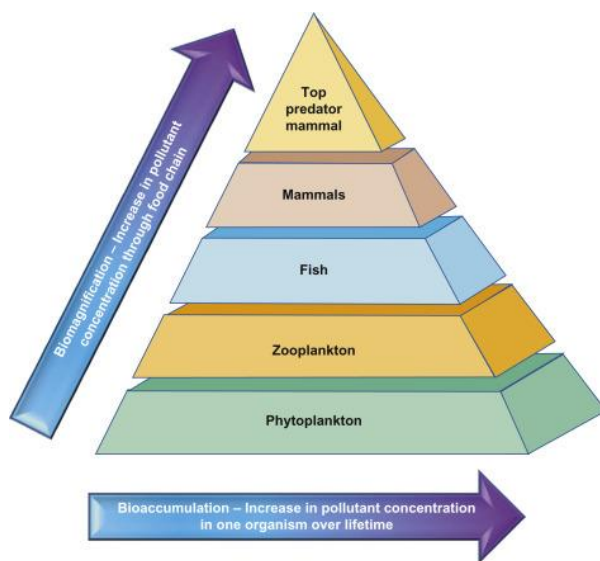 Top
predator
mammal
Mammals
Fish
Zooplankton
Phytoplankton
Biomagnification – Increase in pollutant
concentration through food chain
Bioaccumulation – Increase in pollutant concentration
in one organism over lifetime